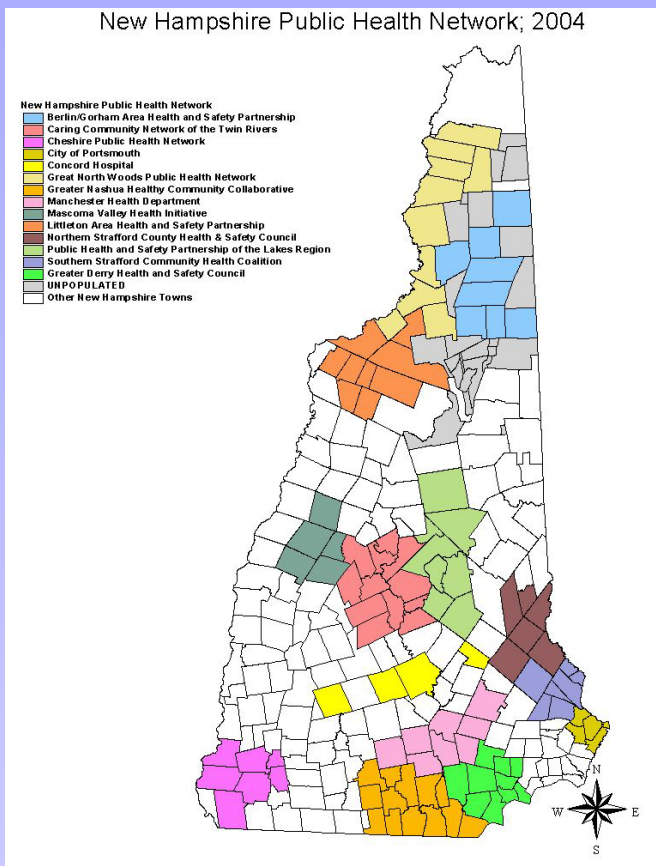 New Hampshire Public Health Network; 2004
New Hampshire Public Health Network
Berlin/Gorham Area Health and Safety Partnership
Caring Community Network of the Twin Rivers
Cheshire Public Health Network
City of Portsmouth
Concord Hospital
Great North Woods Public Health Network
Greater Nashua Healthy Community Collaborative
Manchester Health Department
Mascoma Valley Health Initiative
Littleton Area Health and Safety Partnership
Northern Strafford County Health & Safety Council
Public Health and Safety Partnership of the Lakes Region
Southern Strafford Community Health Coalition
Greater Derry Health and Safety Council
UNPOPULATED
Other New Hampshire Towns
N
W E
S